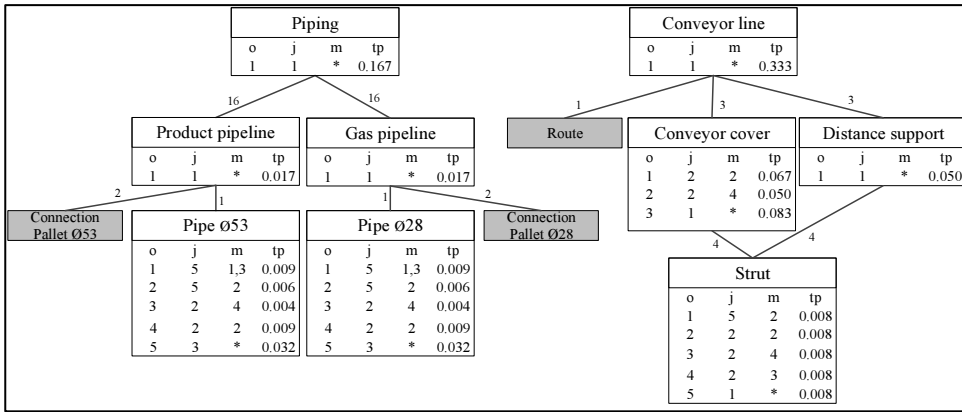 Piping
o j m tp
1 1 * 0.167
16 16
Product pipeline
o j m tp
1 1 * 0.017
Gas pipeline
o j m tp
1 1 * 0.017
2 1 1 2
Connection
Pallet Ø53
Pipe Ø53
o j m tp
1 5 1,3 0.009
2 5 2 0.006
3 2 4 0.004
4 2 2 0.009
5 3 * 0.032
Pipe Ø28
o j m tp
1 5 1,3 0.009
2 5 2 0.006
3 2 4 0.004
4 2 2 0.009
5 3 * 0.032
Connection
Pallet Ø28
Conveyor line
o j m tp
1 1 * 0.333
1 3 3
Route
Conveyor cover
o j m tp
1 2 2 0.067
2 2 4 0.050
3 1 * 0.083
Distance support
o j m tp
1 1 * 0.050
4 4
Strut
o j m tp
1 5 2 0.008
2 2 2 0.008
3 2 4 0.008
4 2 3 0.008
5 1 * 0.008